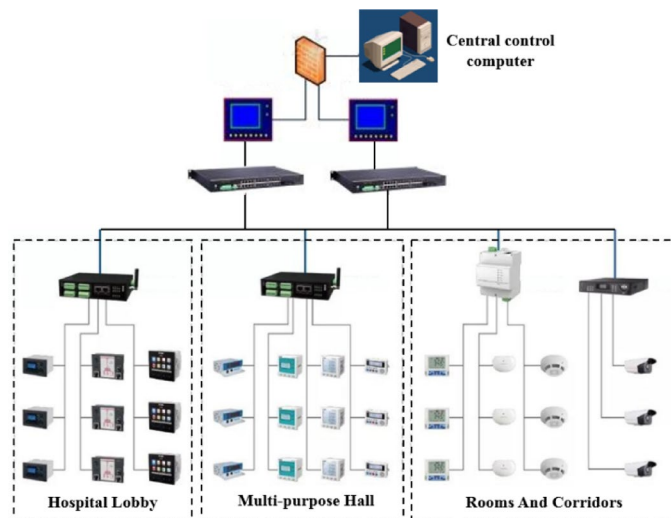 Central control
computer
Hospital Lobby
Multi-purpose Hall
Rooms And Corridors